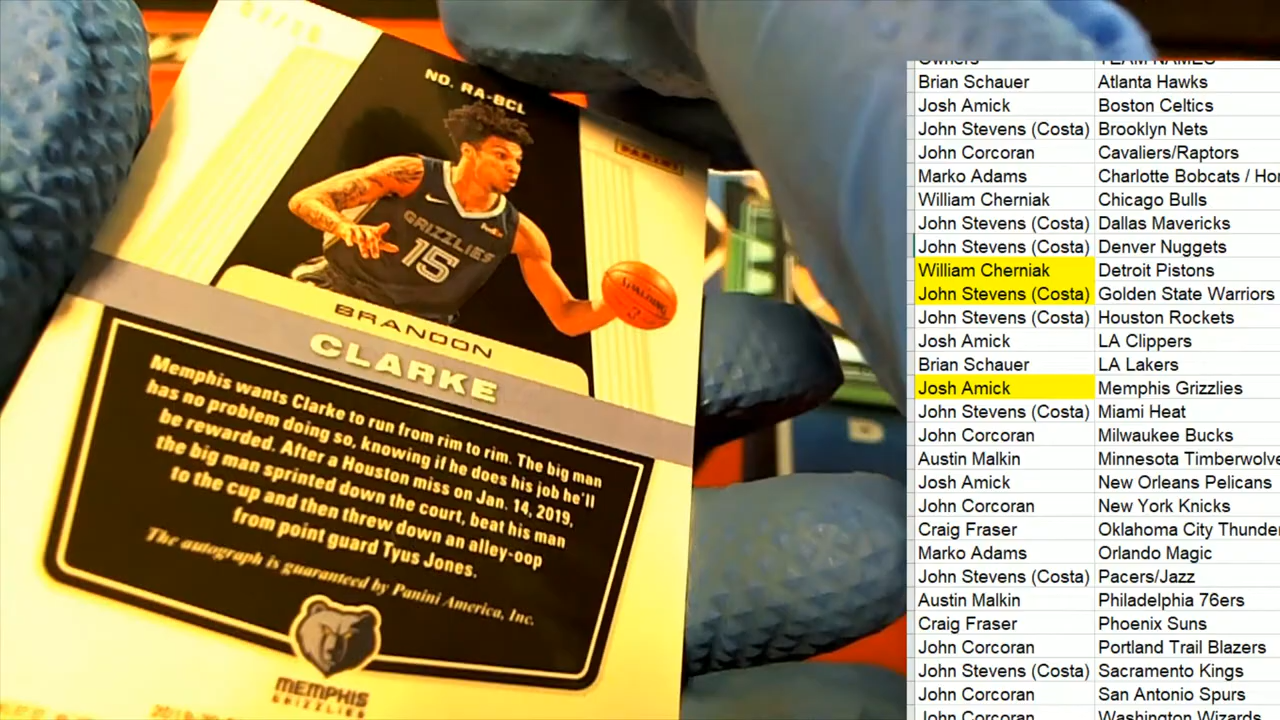 NO. RA-BCL
PANINI
GRIZZLIES
15
FedEx
SPALDING
BRANDON
CLARKE
Memphis wants Clarke to run from rim to rim. The big man
has no problem doing so, knowing if he does his job he'll
be rewarded. After a Houston miss on Jan. 14, 2019,
the big man sprinted down the court, beat his man
to the cup and then threw down an alley-oop
from point guard Tyus Jones.
The autograph is guaranteed by Panini America, Inc.
MEMPHIS
GRIZZLIES
Owners TEAM NAMES
Brian Schauer Atlanta Hawks
Josh Amick Boston Celtics
John Stevens (Costa) Brooklyn Nets
John Corcoran Cavaliers/Raptors
Marko Adams Charlotte Bobcats / Hor
William Cherniak Chicago Bulls
John Stevens (Costa) Dallas Mavericks
John Stevens (Costa) Denver Nuggets
William Cherniak Detroit Pistons
John Stevens (Costa) Golden State Warriors
John Stevens (Costa) Houston Rockets
Josh Amick LA Clippers
Brian Schauer LA Lakers
Josh Amick Memphis Grizzlies
John Stevens (Costa) Miami Heat
John Corcoran Milwaukee Bucks
Austin Malkin Minnesota Timberwolve
Josh Amick New Orleans Pelicans
John Corcoran New York Knicks
Craig Fraser Oklahoma City Thunder
Marko Adams Orlando Magic
John Stevens (Costa) Pacers/Jazz
Austin Malkin Philadelphia 76ers
Craig Fraser Phoenix Suns
John Corcoran Portland Trail Blazers
John Stevens (Costa) Sacramento Kings
John Corcoran San Antonio Spurs
John Corcoran Washington Wizards